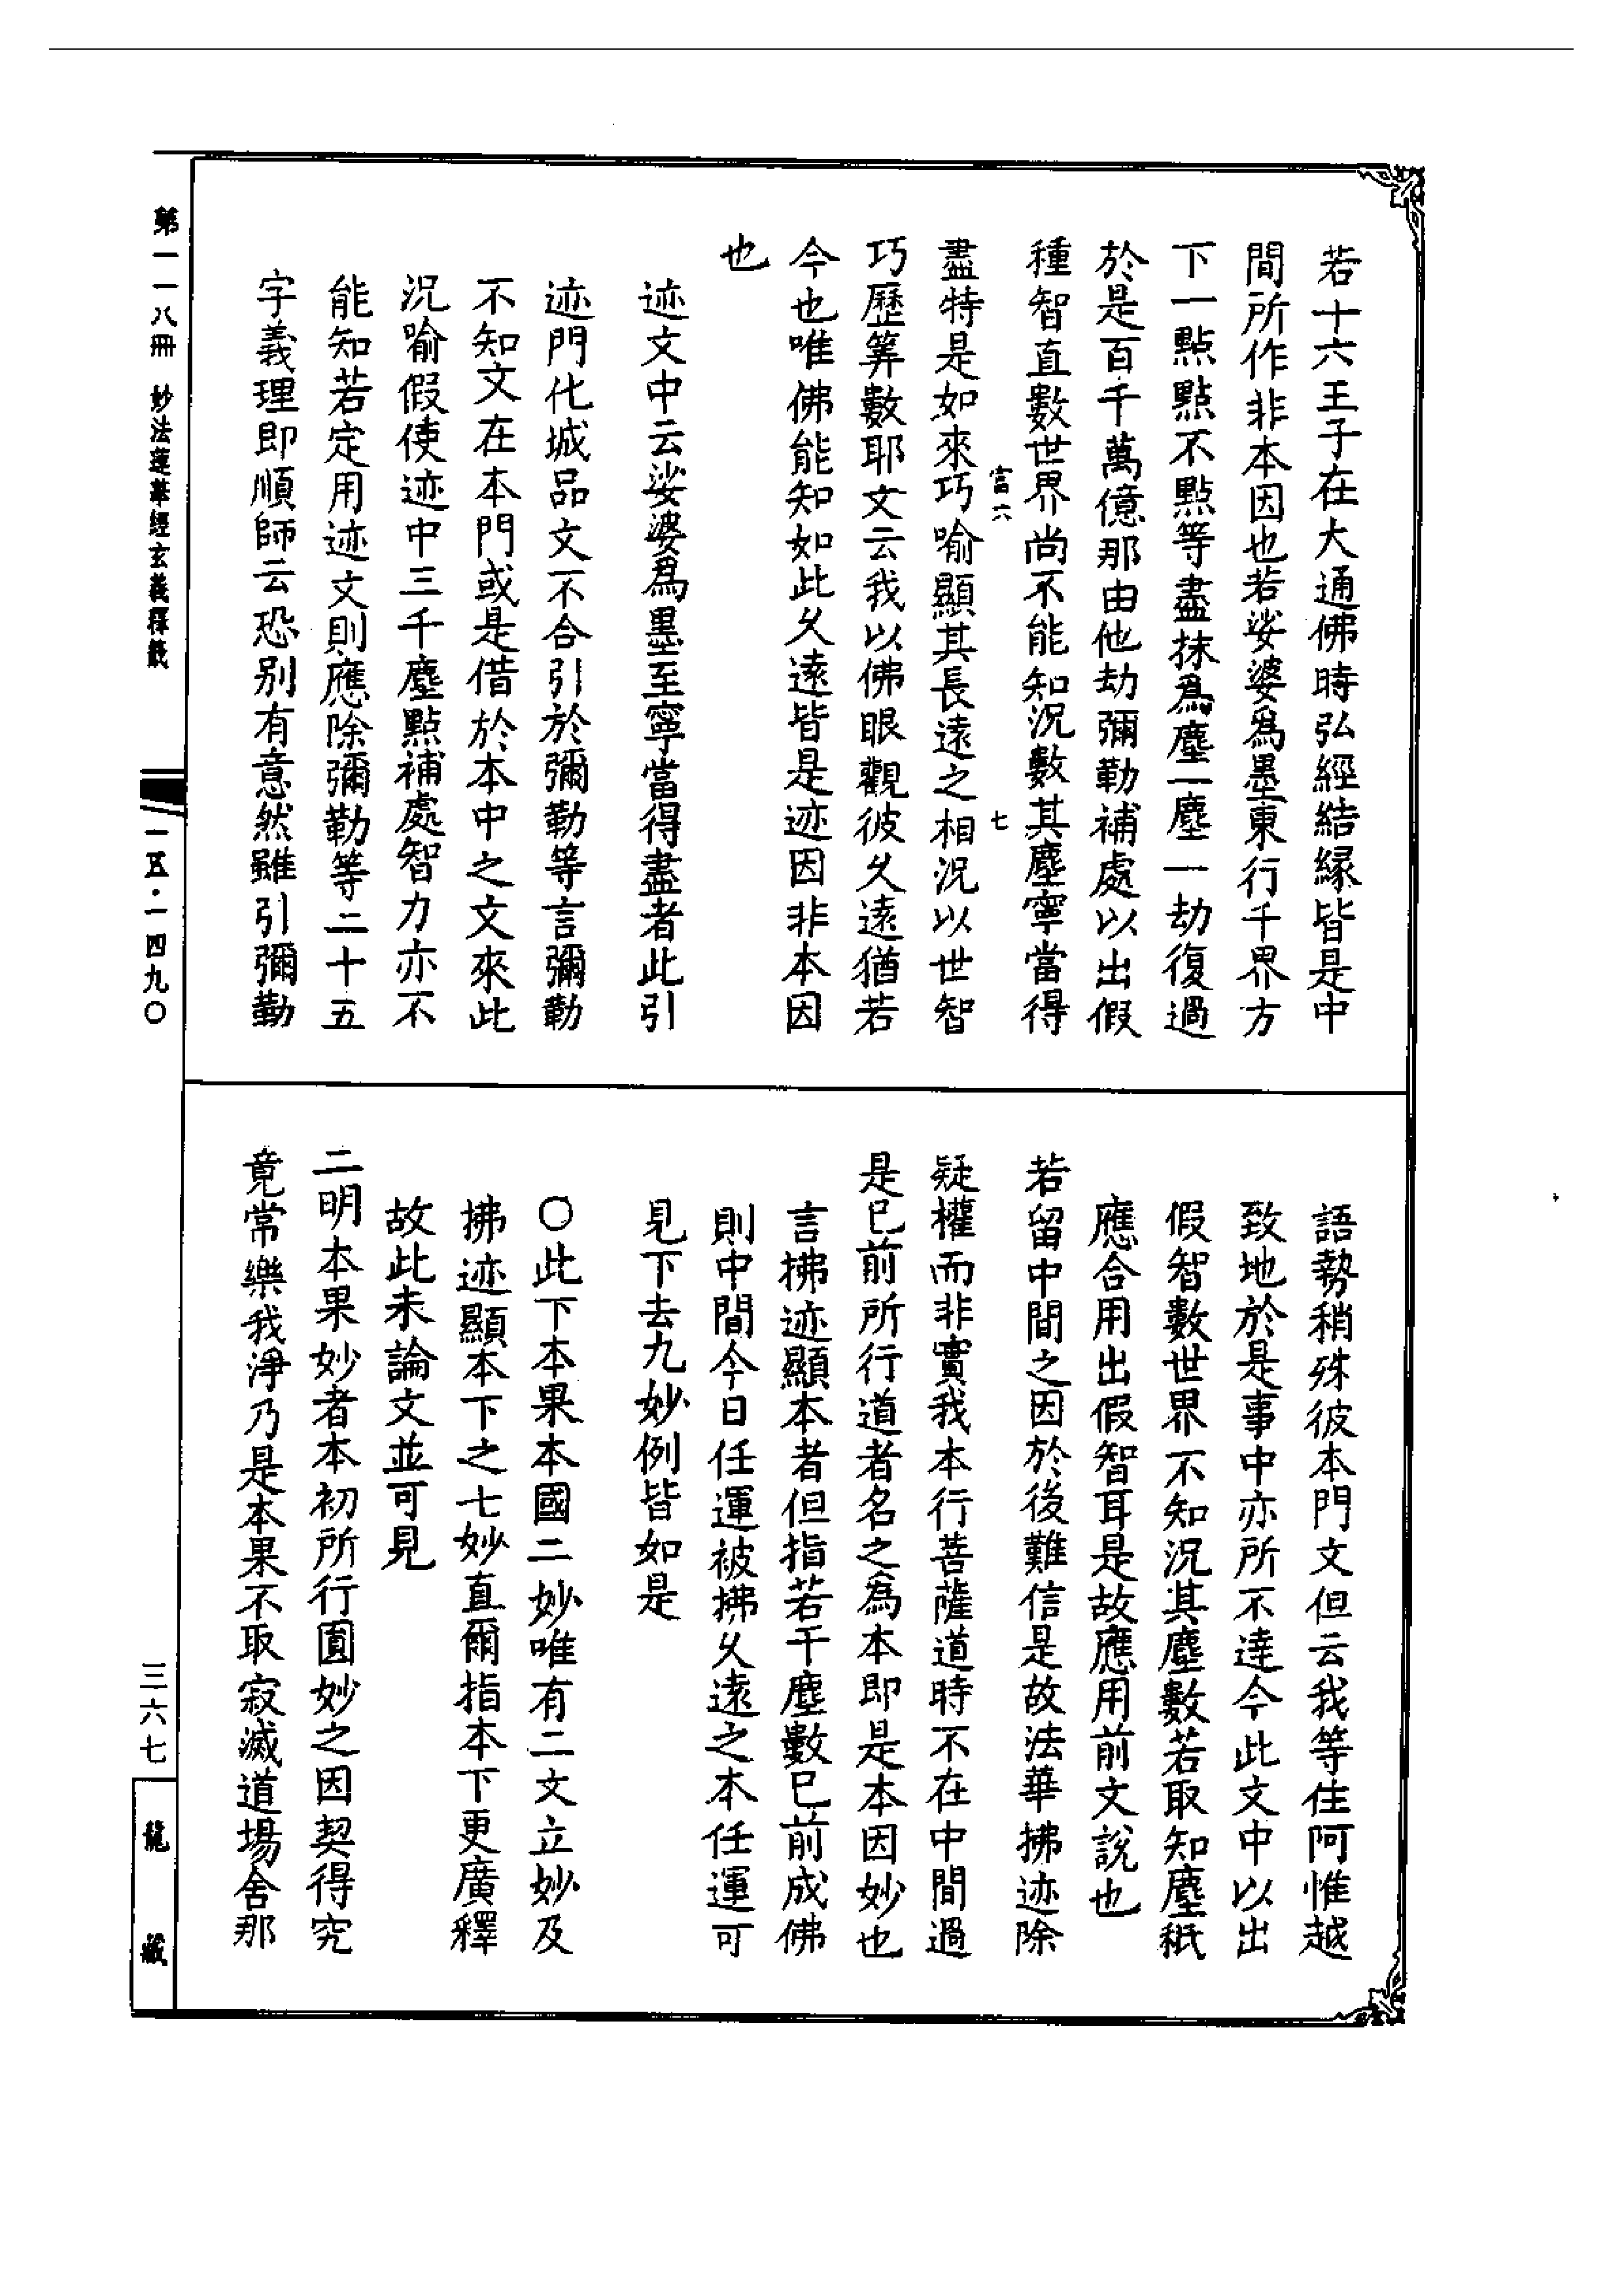 若十六王子在大通佛時弘經結緣皆是中
間所作非本因也若娑婆爲墨東行千界方
下一點點不點等盡抹爲塵一塵一劫復過
於是百千萬億那由他劫彌勒補處以出假
種智直數世界尚不能知況數其塵寧當得
富六 七
盡特是如來巧喻顯其長遠之相況以世智
巧歷筭數耶文云我以佛眼觀彼久遠猶若
今也唯佛能知如此久遠皆是迹因非本因
也
迹文中云娑婆爲墨至寧當得盡者此引
迹門化城品文不合引於彌勒等言彌勒
不知文在本門或是借於本中之文來此
況喻假使迹中三千塵點補處智力亦不
能知若定用迹文則應除彌勒等二十五
字義理即順師云恐别有意然雖引彌勒
語勢稍殊彼本門文但云我等住阿惟越
致地於是事中亦所不達今此文中以出
假智數世界不知況其塵數若取知塵秖
應合用出假智耳是故應用前文説也
若留中間之因於後難信是故法華拂迹除
疑權而非實我本行菩薩道時不在中間過
是已前所行道者名之為本即是本因妙也
言拂迹顯本者但指若干塵數已前成佛
則中間今日任運被拂久遠之本任運可
見下去九妙例皆如是
○此下本果本國二妙唯有二文立妙及
拂迹顯本下之七妙直爾指本下更廣釋
故此未論文並可見
二明本果妙者本初所行圓妙之因契得究
竟常樂我淨乃是本果不取寂滅道場舍那
第一一八冊 妙法蓮華經玄義釋籤
一五·一四九〇
三六七
龍藏